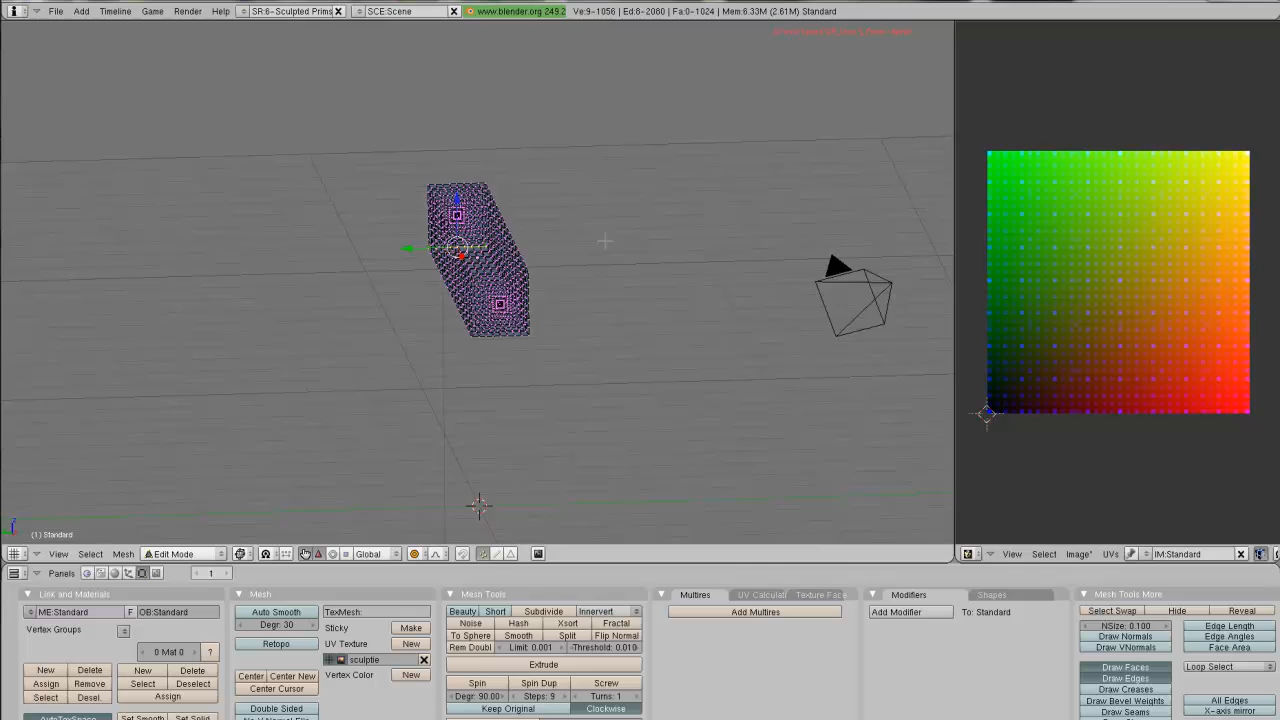 File Add Timeline Game Render Help SR:6-Sculpted Prims SCE:Scene www.blender.org 249.2 Ve:9-1056 | Ed:8-2080 | Fa:0-1024 | Mem:6.33M (2.61M) Standard
(1) Standard
View Select Mesh Edit Mode Global View Select Image* UVs IM:Standard
Panels 1
Link and Materials Mesh Mesh Tools Multires UV Calculati Texture Face Modifiers Shapes Mesh Tools More
ME:Standard F OB:Standard Auto Smooth TexMesh: Beauty Short Subdivide Innervert Add Multires Add Modifier To: Standard Select Swap Hide Reveal
Vertex Groups Degr: 30 Sticky Make Noise Hash Xsort Fractal NSize: 0.100 Edge Length
Retopo UV Texture New To Sphere Smooth Split Flip Normal Draw Normals Edge Angles
0 Mat 0 ? sculptie Rem Doubl Limit: 0.001 Threshold: 0.010 Draw VNormals Face Area
New Delete New Delete Center Center New Vertex Color New Extrude Draw Faces Loop Select
Assign Remove Select Deselect Center Cursor Spin Spin Dup Screw Draw Edges
Select Desel. Assign Degr: 90.00 Steps: 9 Turns: 1 Draw Creases
Double Sided Keep Original Clockwise Draw Bevel Weights All Edges
AutoTexSpace Set Smooth Set Solid No V.Normal Flip Draw Seams X-axis mirror